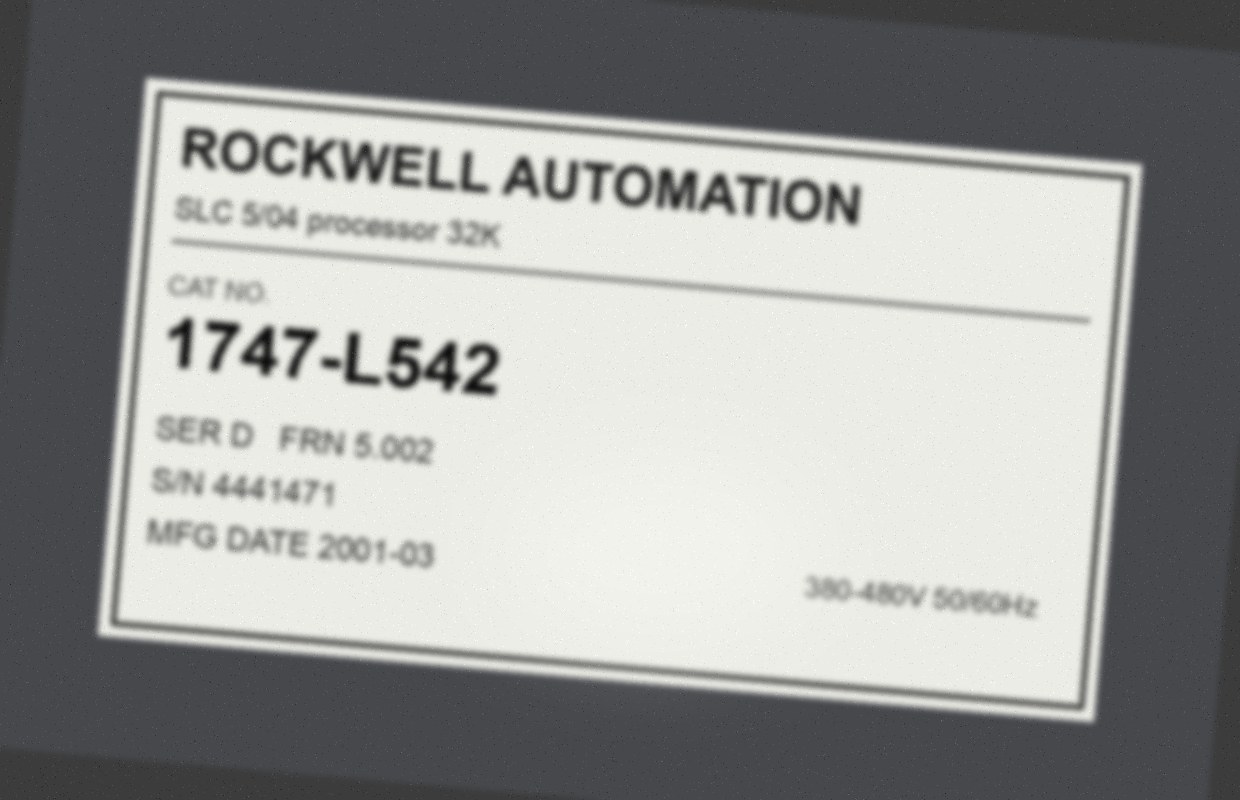 ROCKWELL AUTOMATION
SLC 5/04 processor 32K
CAT NO.
1747-L542
SER D FRN 5.002
S/N 4441471
MFG DATE 2001-03
380-480V 50/60Hz